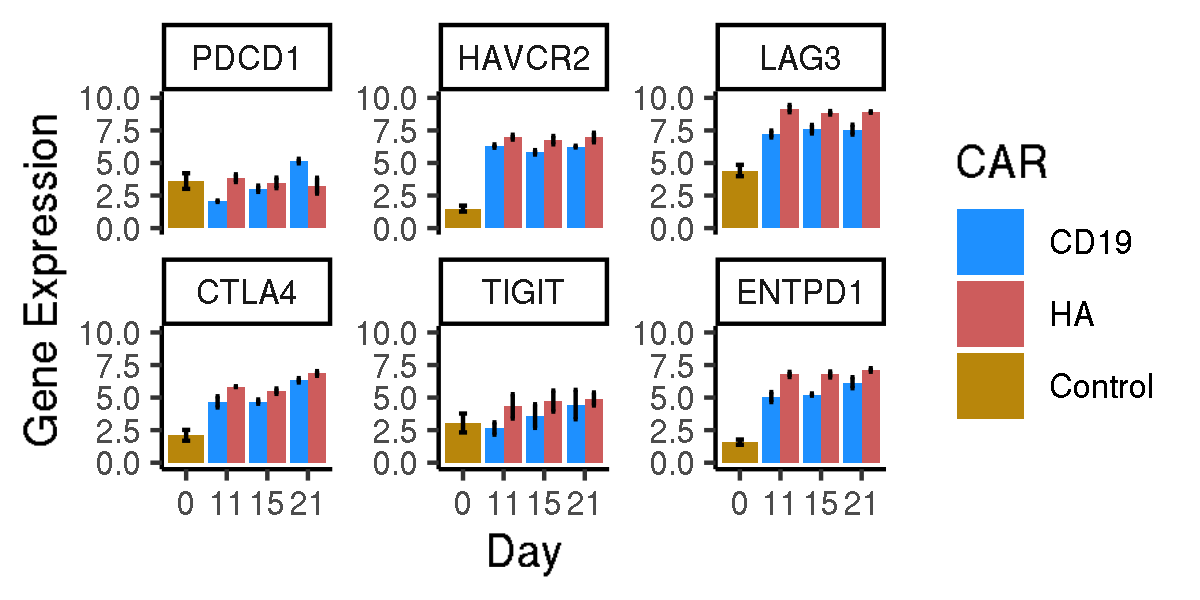 PDCD1 HAVCR2 LAG3
10.0 10.0 10.0
7.5 7.5 7.5
5.0 5.0 5.0
2.5 2.5 2.5
0.0 0.0 0.0
CTLA4 TIGIT ENTPD1
10.0 10.0 10.0
7.5 7.5 7.5
5.0 5.0 5.0
2.5 2.5 2.5
0.0 0.0 0.0
0 11 15 21 0 11 15 21 0 11 15 21
Day
Gene Expression
CAR
CD19
HA
Control